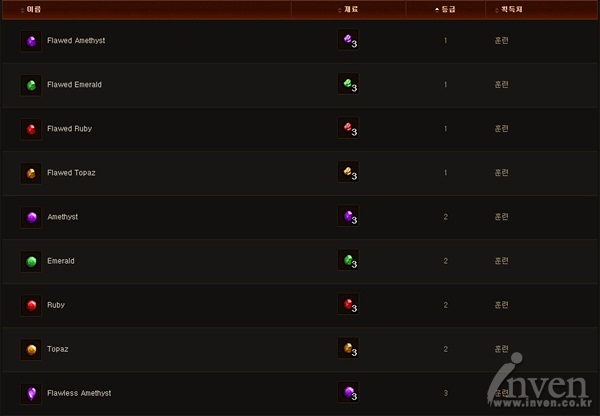 이름 재료 등급 획득처
Flawed Amethyst 3 1 훈련
Flawed Emerald 3 1 훈련
Flawed Ruby 3 1 훈련
Flawed Topaz 3 1 훈련
Amethyst 3 2 훈련
Emerald 3 2 훈련
Ruby 3 2 훈련
Topaz 3 2 훈련
Flawless Amethyst 3 3 훈련
inven
www.inven.co.kr